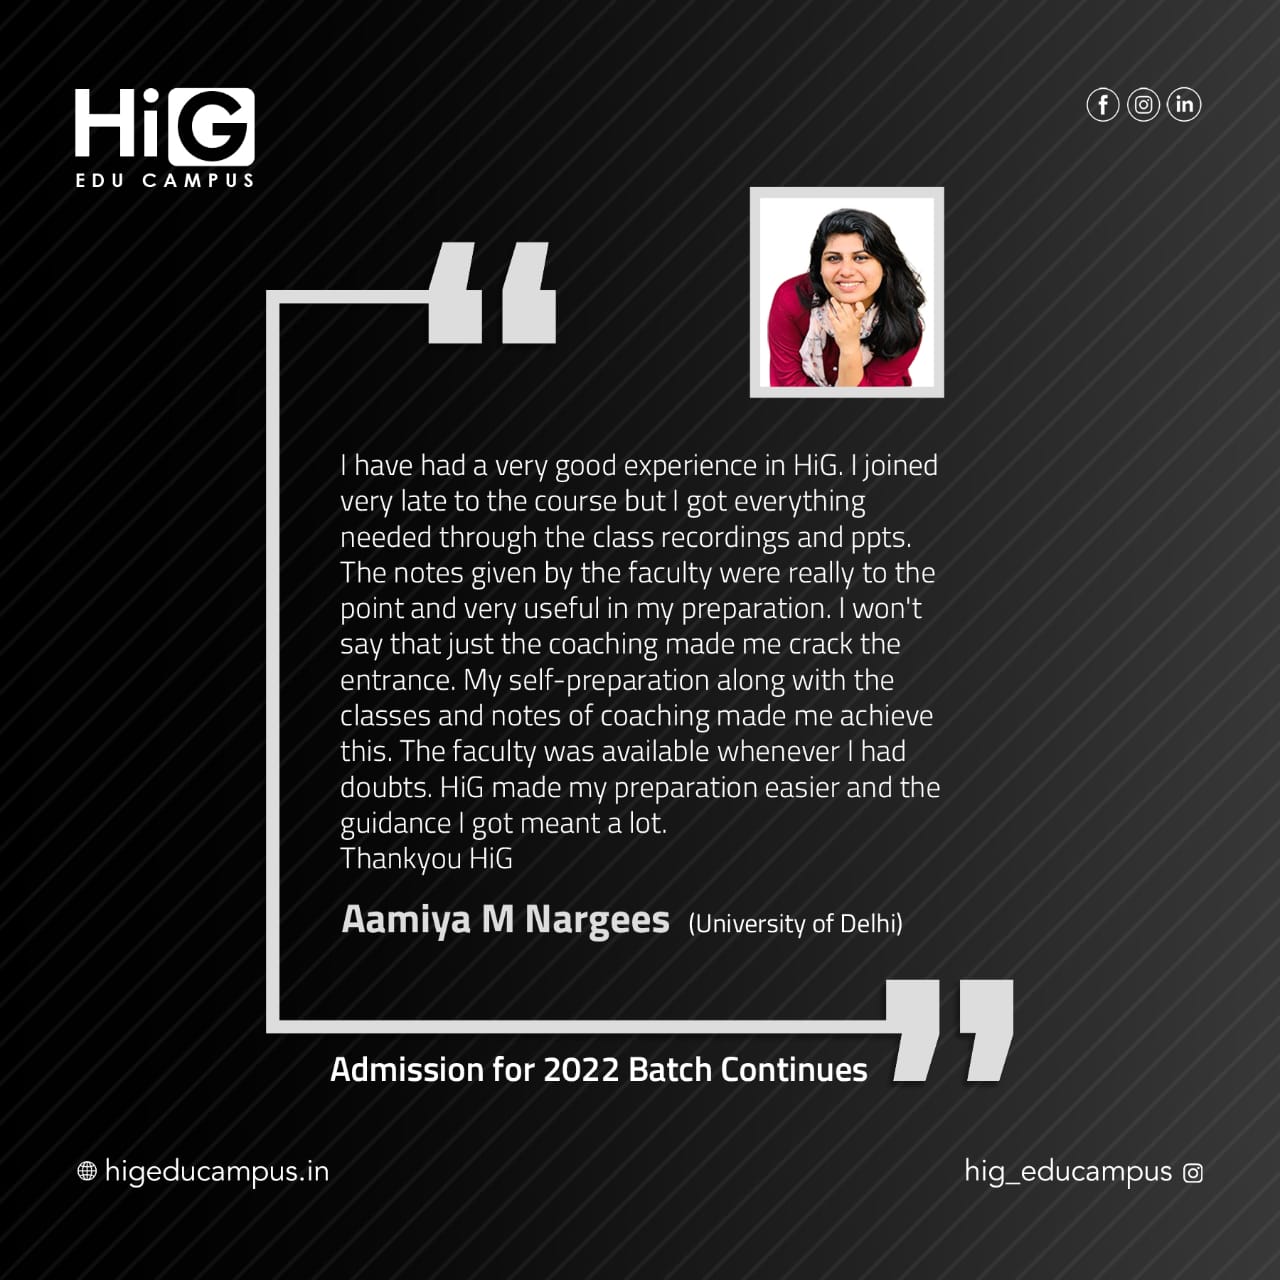 HiG
EDU CAMPUS
I have had a very good experience in HiG. I joined
very late to the course but I got everything
needed through the class recordings and ppts.
The notes given by the faculty were really to the
point and very useful in my preparation. I won't
say that just the coaching made me crack the
entrance. My self-preparation along with the
classes and notes of coaching made me achieve
this. The faculty was available whenever I had
doubts. HiG made my preparation easier and the
guidance I got meant a lot.
Thankyou HiG
Aamiya M Nargees (University of Delhi)
Admission for 2022 Batch Continues
higeducampus.in
hig_educampus